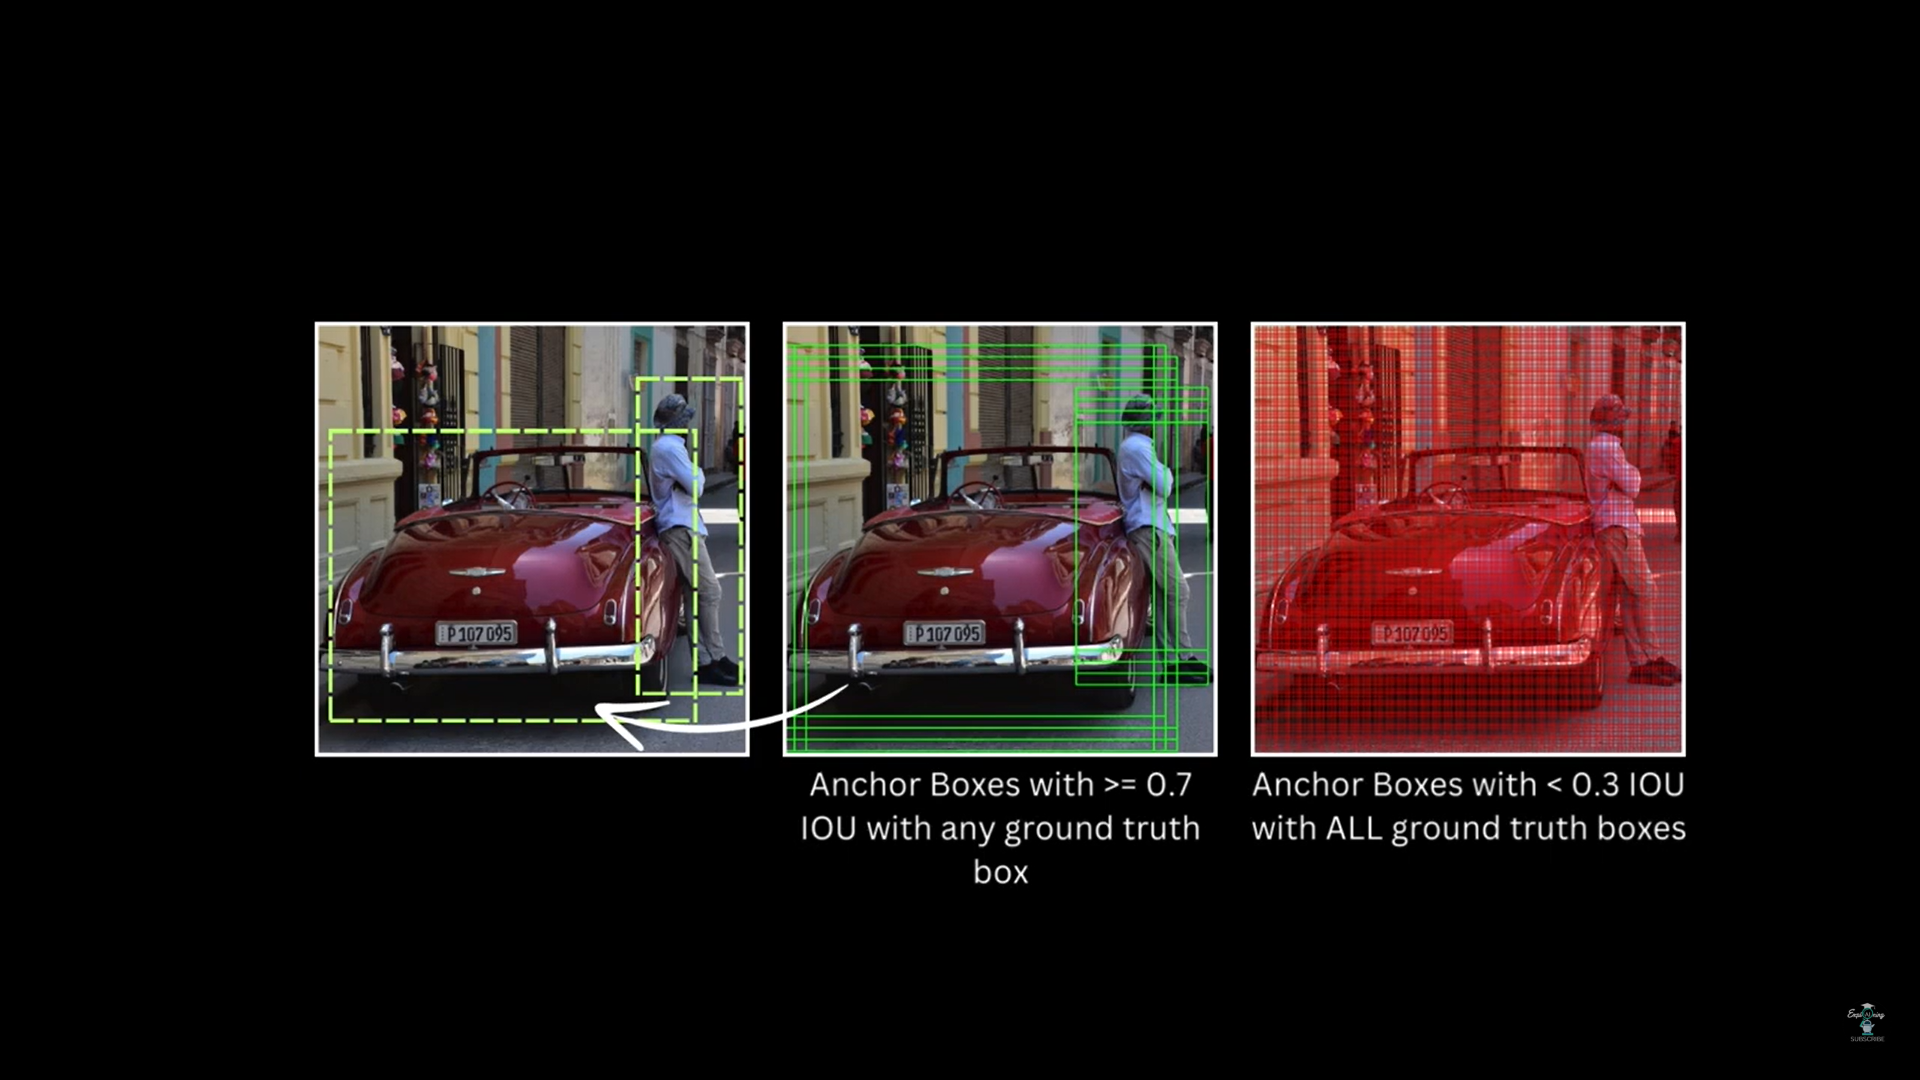 P 107 095
P 107 095
P 107 095
Anchor Boxes with >= 0.7
IOU with any ground truth
box
Anchor Boxes with < 0.3 IOU
with ALL ground truth boxes
SUBSCRIBE